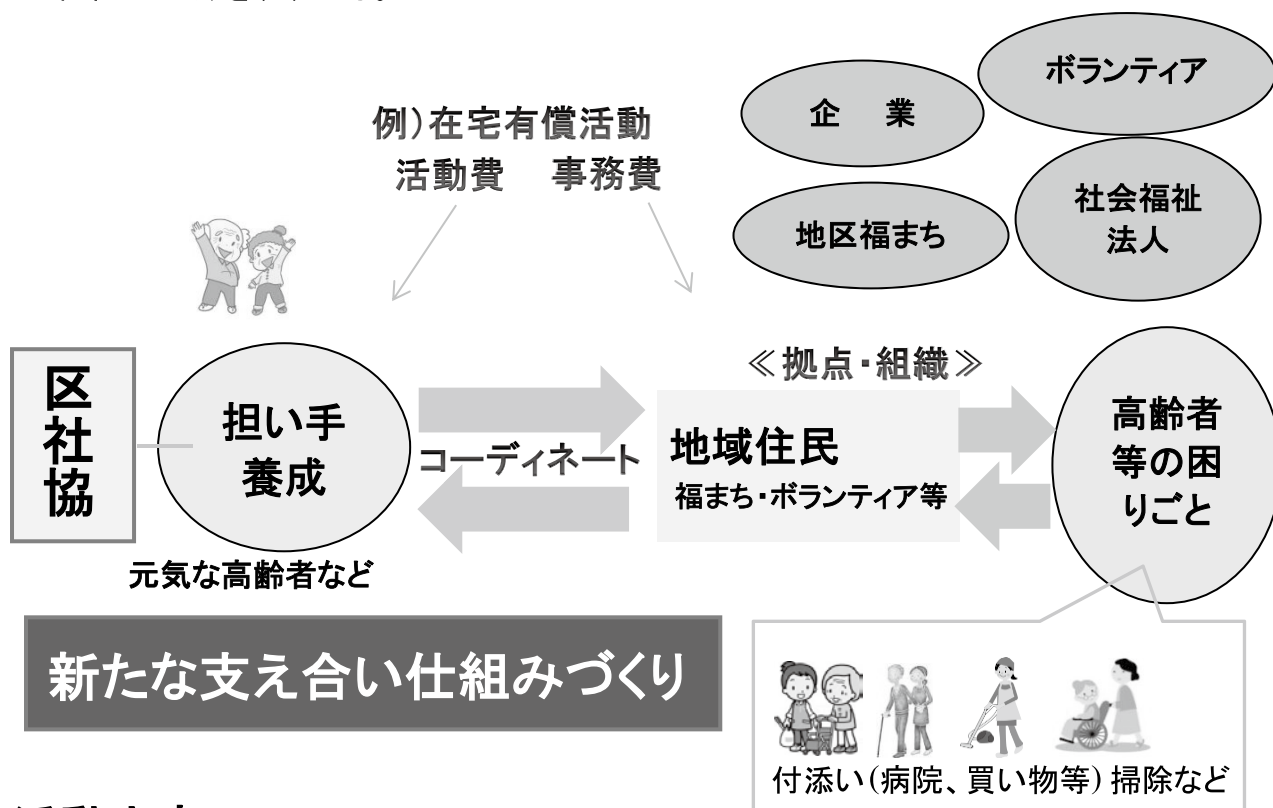 ボランティア
企　業
例)在宅有償活動
活動費　事務費
社会福祉
法人
地区福まち
≪拠点・組織≫
区社協
担い手
養成
コーディネート
地域住民
福まち・ボランティア等
高齢者
等の困
りごと
元気な高齢者など
新たな支え合い仕組みづくり
付添い(病院、買い物等)掃除など